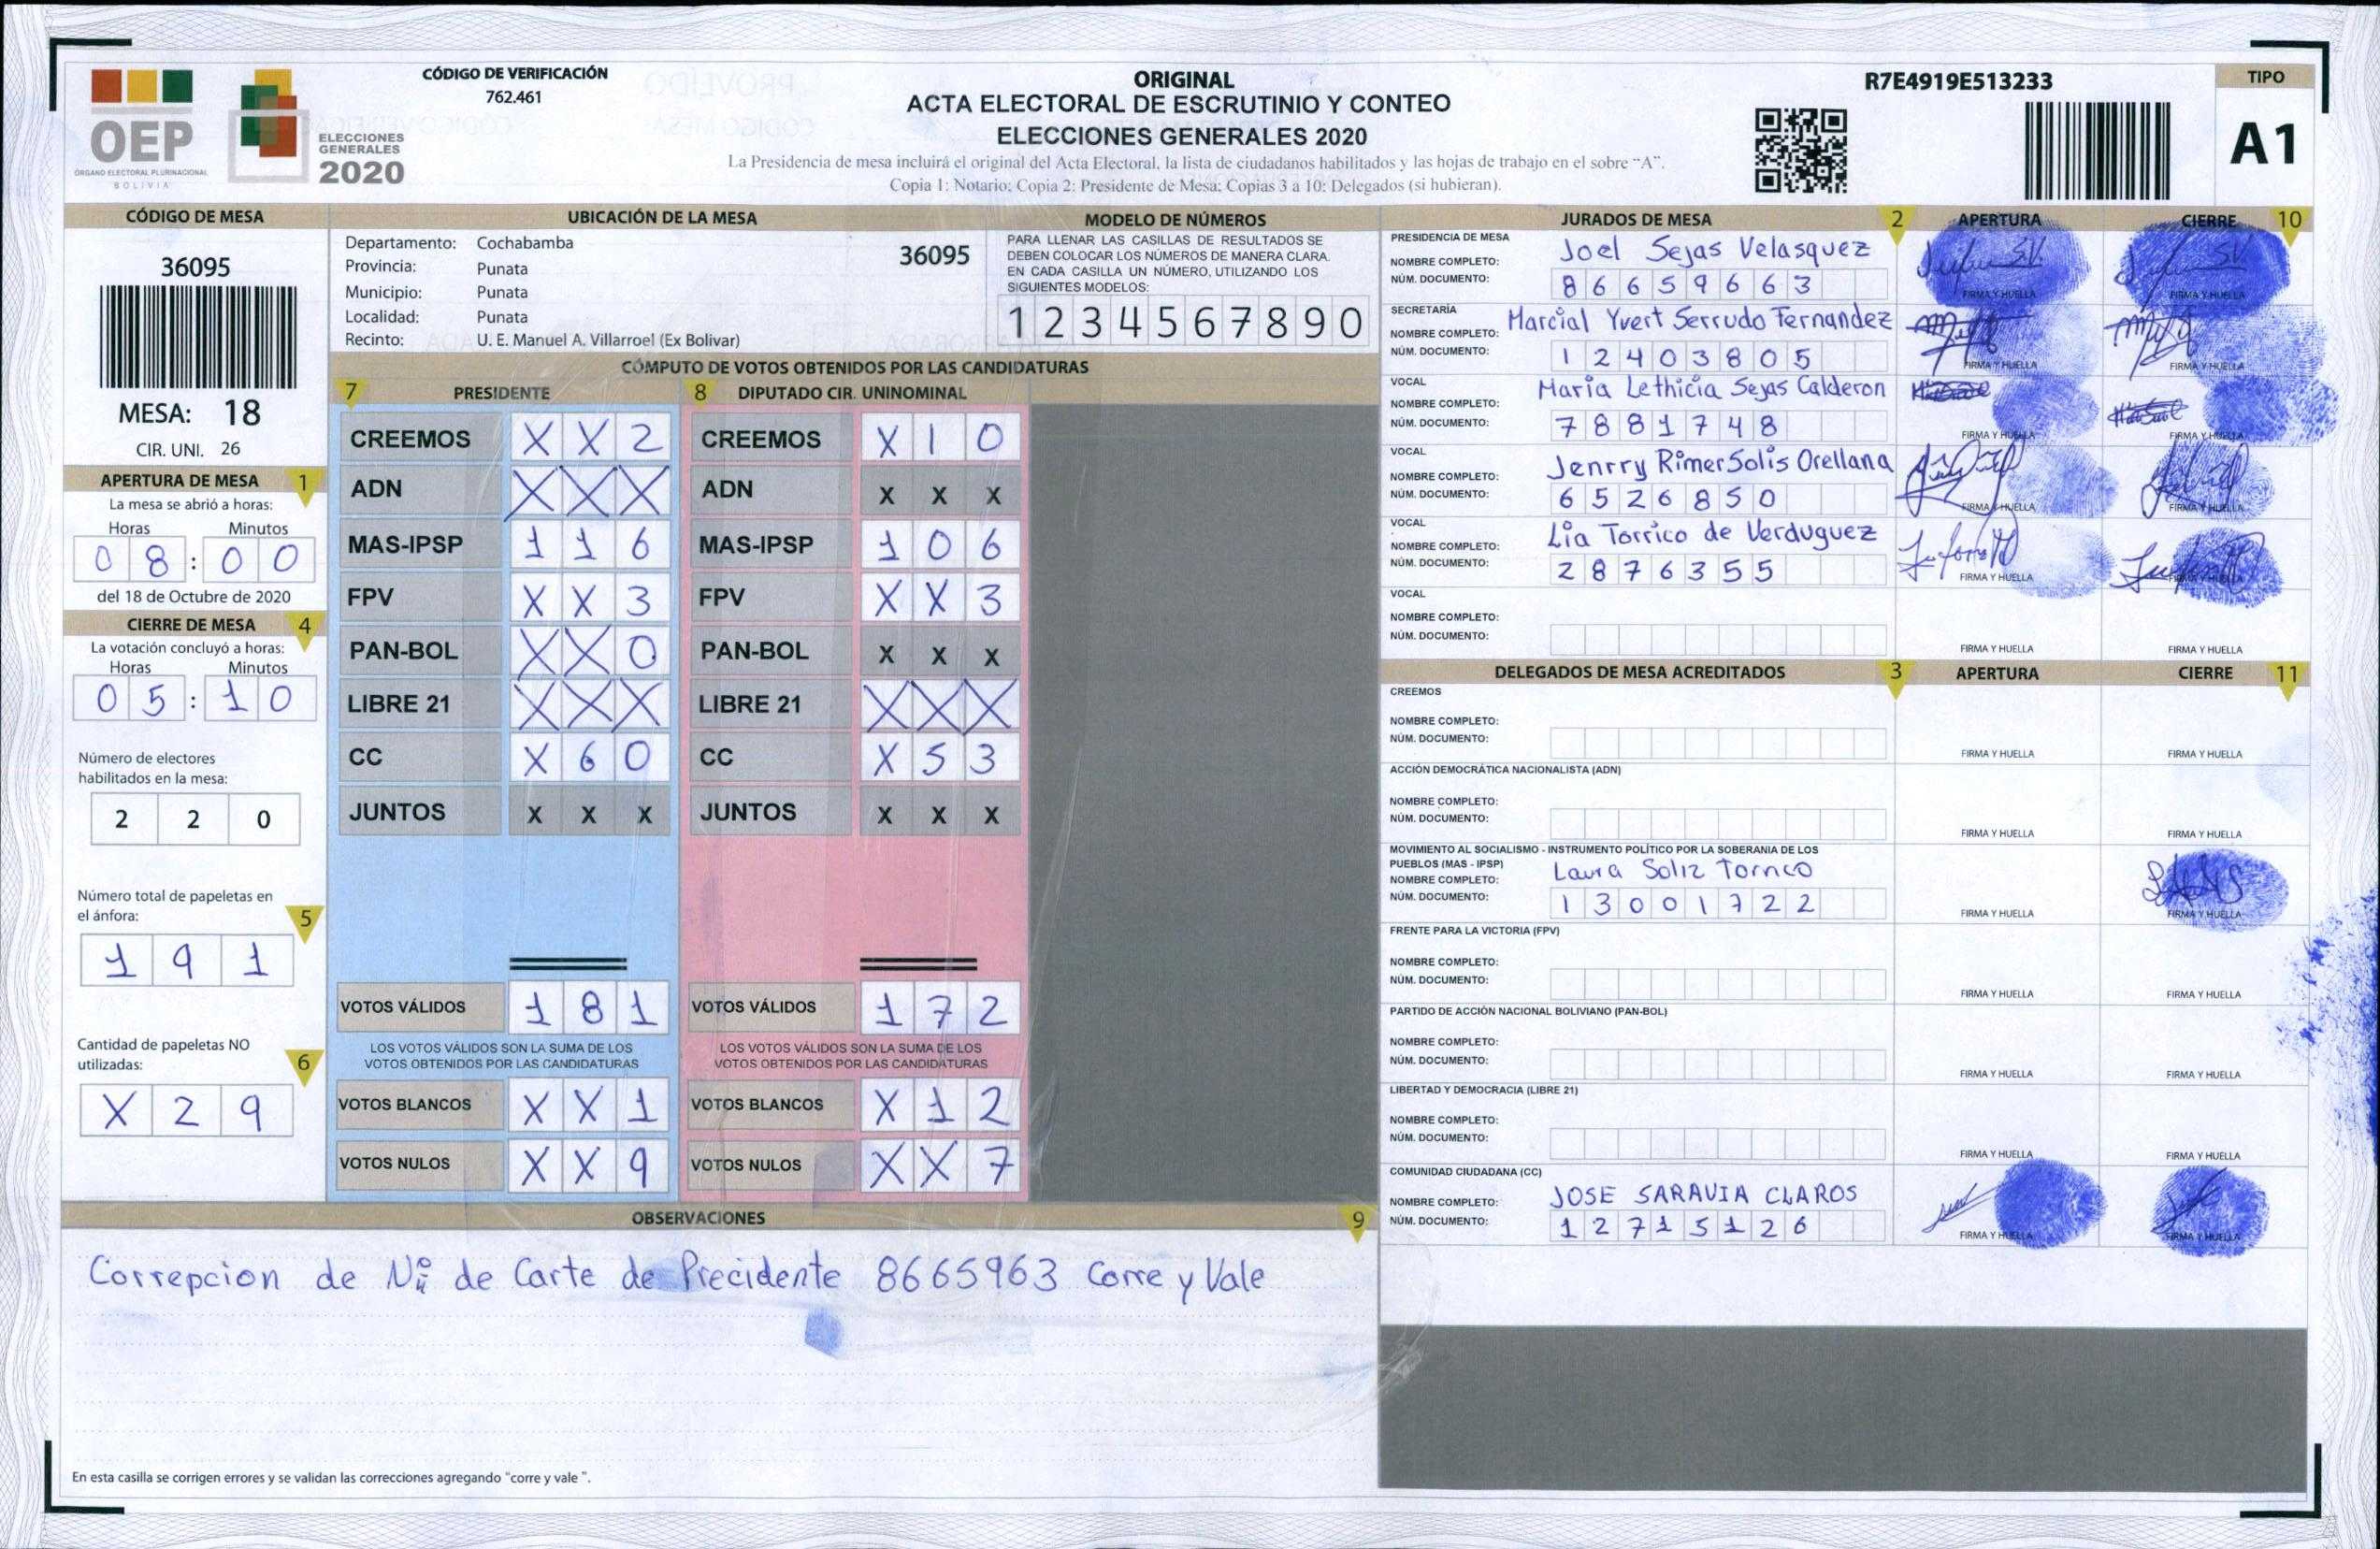 OEP
ÓRGANO ELECTORAL PLURINACIONAL
BOLIVIA
ELECCIONES
GENERALES
2020
CÓDIGO DE VERIFICACIÓN
762.461
ORIGINAL
ACTA ELECTORAL DE ESCRUTINIO Y CONTEO
ELECCIONES GENERALES 2020
La Presidencia de mesa incluirá el original del Acta Electoral, la lista de ciudadanos habilitados y las hojas de trabajo en el sobre "A".
Copia 1: Notario; Copia 2: Presidente de Mesa; Copias 3 a 10: Delegados (si hubieran).
R7E4919E513233
TIPO
A1
CÓDIGO DE MESA
36095
MESA: 18
CIR. UNI. 26
APERTURA DE MESA 1
La mesa se abrió a horas:
Horas Minutos
0 8 : 0 0
del 18 de Octubre de 2020
CIERRE DE MESA 4
La votación concluyó a horas:
Horas Minutos
0 5 : 1 0
Número de electores
habilitados en la mesa:
2 2 0
Número total de papeletas en
el ánfora: 5
1 9 1
Cantidad de papeletas NO
utilizadas: 6
X 2 9
UBICACIÓN DE LA MESA
Departamento: Cochabamba
36095
Provincia: Punata
Municipio: Punata
Localidad: Punata
Recinto: U. E. Manuel A. Villarroel (Ex Bolivar)
MODELO DE NÚMEROS
PARA LLENAR LAS CASILLAS DE RESULTADOS SE
DEBEN COLOCAR LOS NÚMEROS DE MANERA CLARA.
EN CADA CASILLA UN NÚMERO, UTILIZANDO LOS
SIGUIENTES MODELOS:
1 2 3 4 5 6 7 8 9 0
CÓMPUTO DE VOTOS OBTENIDOS POR LAS CANDIDATURAS
7 PRESIDENTE
CREEMOS X X 2
ADN X X X
MAS-IPSP 1 1 6
FPV X X 3
PAN-BOL X X 0
LIBRE 21 X X X
CC X 6 0
JUNTOS X X X
VOTOS VÁLIDOS 1 8 1
LOS VOTOS VÁLIDOS SON LA SUMA DE LOS
VOTOS OBTENIDOS POR LAS CANDIDATURAS
VOTOS BLANCOS X X 1
VOTOS NULOS X X 9
8 DIPUTADO CIR. UNINOMINAL
CREEMOS X 1 0
ADN X X X
MAS-IPSP 1 0 6
FPV X X 3
PAN-BOL X X X
LIBRE 21 X X X
CC X 5 3
JUNTOS X X X
VOTOS VÁLIDOS 1 7 2
LOS VOTOS VÁLIDOS SON LA SUMA DE LOS
VOTOS OBTENIDOS POR LAS CANDIDATURAS
VOTOS BLANCOS X 1 2
VOTOS NULOS X X 7
OBSERVACIONES 9
Correpcion de Nº de Carte de Precidente 8665963 Corre y Vale
En esta casilla se corrigen errores y se validan las correcciones agregando "corre y vale ".
JURADOS DE MESA 2 APERTURA CIERRE 10
PRESIDENCIA DE MESA
NOMBRE COMPLETO: Joel Sejas Velasquez
NÚM. DOCUMENTO: 8 6 6 5 9 6 6 3
FIRMA Y HUELLA FIRMA Y HUELLA
SECRETARÍA
NOMBRE COMPLETO: Marcial Yvert Serrudo Fernandez
NÚM. DOCUMENTO: 1 2 4 0 3 8 0 5
FIRMA Y HUELLA FIRMA Y HUELLA
VOCAL
NOMBRE COMPLETO: Maria Lethicia Sejas Calderon
NÚM. DOCUMENTO: 7 8 8 1 7 4 8
FIRMA Y HUELLA FIRMA Y HUELLA
VOCAL
NOMBRE COMPLETO: Jenrry Rimer Solis Orellana
NÚM. DOCUMENTO: 6 5 2 6 8 5 0
FIRMA Y HUELLA FIRMA Y HUELLA
VOCAL
NOMBRE COMPLETO: Lia Torrico de Verduguez
NÚM. DOCUMENTO: 2 8 7 6 3 5 5
FIRMA Y HUELLA FIRMA Y HUELLA
VOCAL
NOMBRE COMPLETO:
NÚM. DOCUMENTO:
FIRMA Y HUELLA FIRMA Y HUELLA
DELEGADOS DE MESA ACREDITADOS 3 APERTURA CIERRE 11
CREEMOS
NOMBRE COMPLETO:
NÚM. DOCUMENTO:
FIRMA Y HUELLA FIRMA Y HUELLA
ACCIÓN DEMOCRÁTICA NACIONALISTA (ADN)
NOMBRE COMPLETO:
NÚM. DOCUMENTO:
FIRMA Y HUELLA FIRMA Y HUELLA
MOVIMIENTO AL SOCIALISMO - INSTRUMENTO POLÍTICO POR LA SOBERANIA DE LOS
PUEBLOS (MAS - IPSP)
NOMBRE COMPLETO: Laura Soliz Torrico
NÚM. DOCUMENTO: 1 3 0 0 1 7 2 2
FIRMA Y HUELLA FIRMA Y HUELLA
FRENTE PARA LA VICTORIA (FPV)
NOMBRE COMPLETO:
NÚM. DOCUMENTO:
FIRMA Y HUELLA FIRMA Y HUELLA
PARTIDO DE ACCIÓN NACIONAL BOLIVIANO (PAN-BOL)
NOMBRE COMPLETO:
NÚM. DOCUMENTO:
FIRMA Y HUELLA FIRMA Y HUELLA
LIBERTAD Y DEMOCRACIA (LIBRE 21)
NOMBRE COMPLETO:
NÚM. DOCUMENTO:
FIRMA Y HUELLA FIRMA Y HUELLA
COMUNIDAD CIUDADANA (CC)
NOMBRE COMPLETO: JOSE SARAVIA CLAROS
NÚM. DOCUMENTO: 1 2 7 1 5 1 2 6
FIRMA Y HUELLA FIRMA Y HUELLA